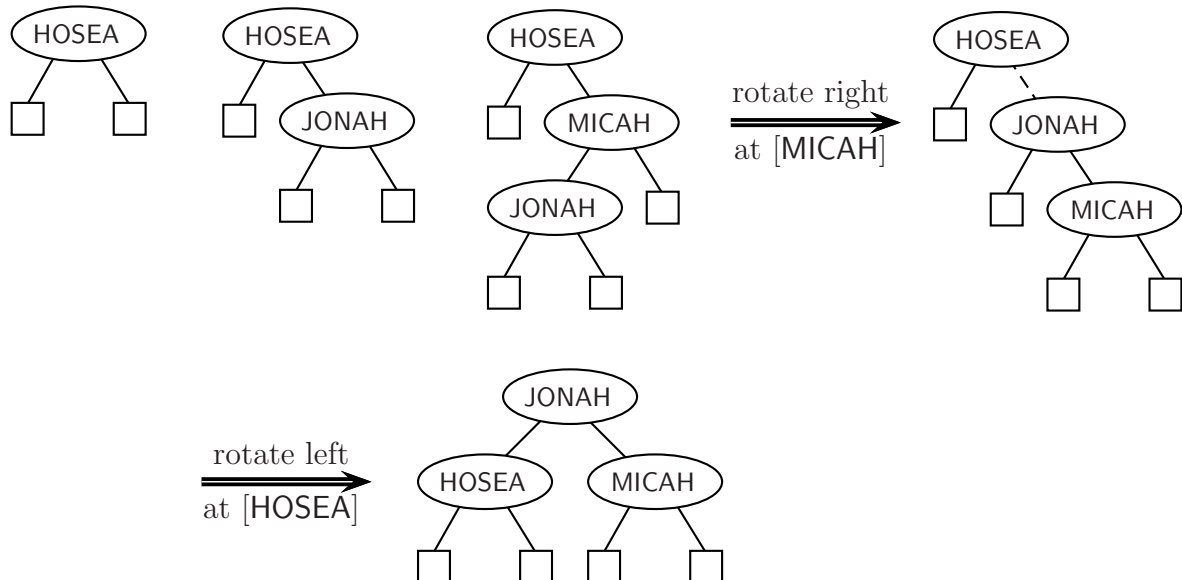 HOSEA
HOSEA
JONAH
HOSEA
MICAH
JONAH
rotate right
at [MICAH]
HOSEA
JONAH
MICAH
rotate left
at [HOSEA]
JONAH
HOSEA MICAH